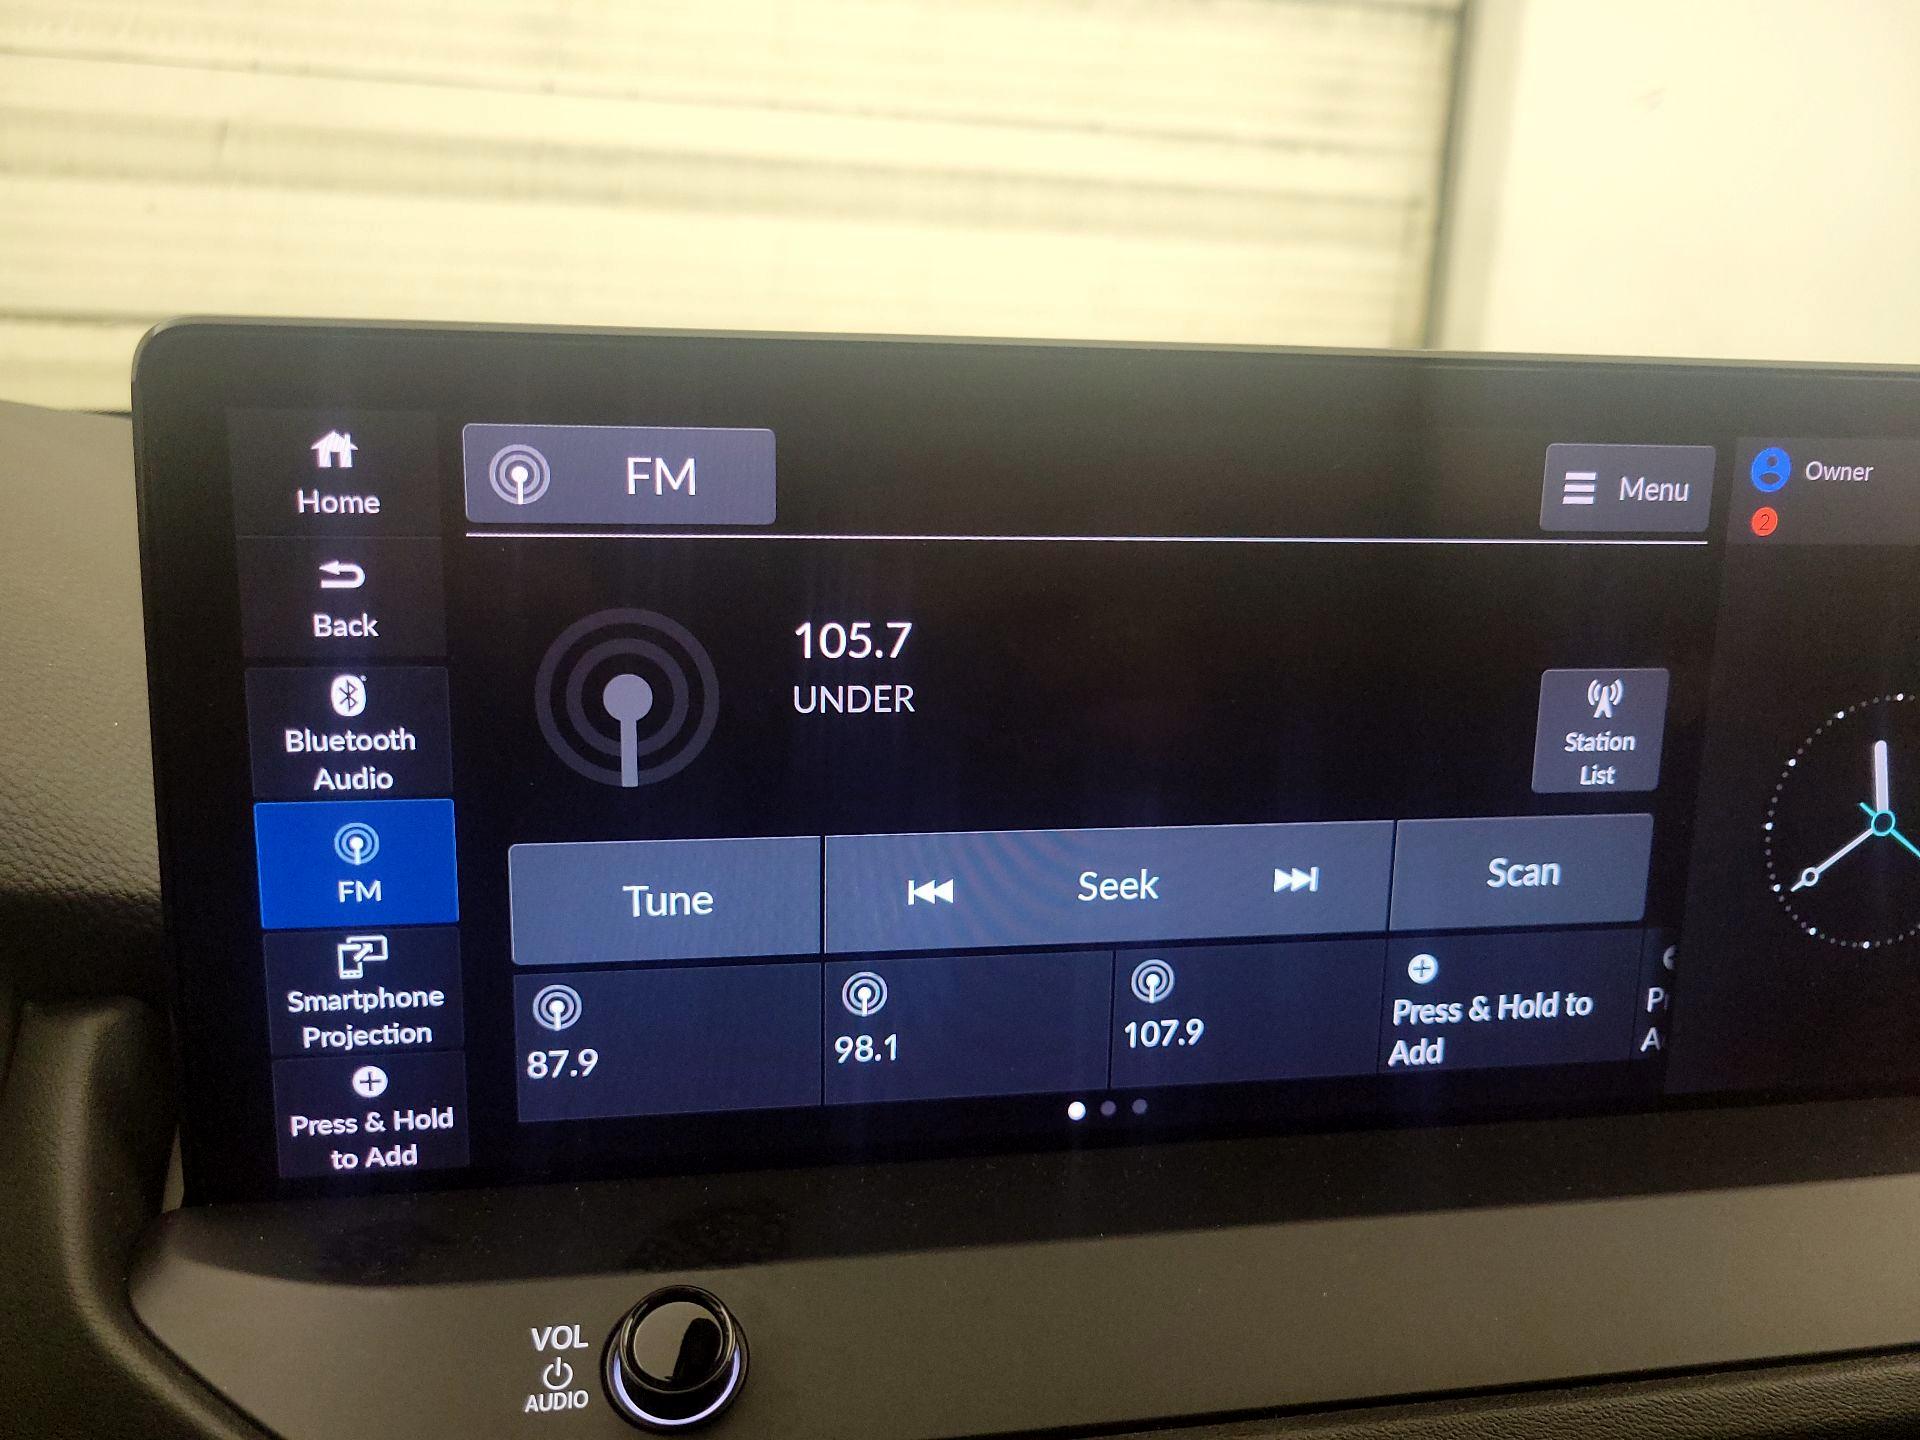 Home
FM
Menu
Owner
2
Back
105.7
UNDER
Bluetooth
Audio
Station
List
FM
Tune
Seek
Scan
Smartphone
Projection
87.9
98.1
107.9
Press & Hold to
Add
Press & Hold
to Add
VOL
AUDIO